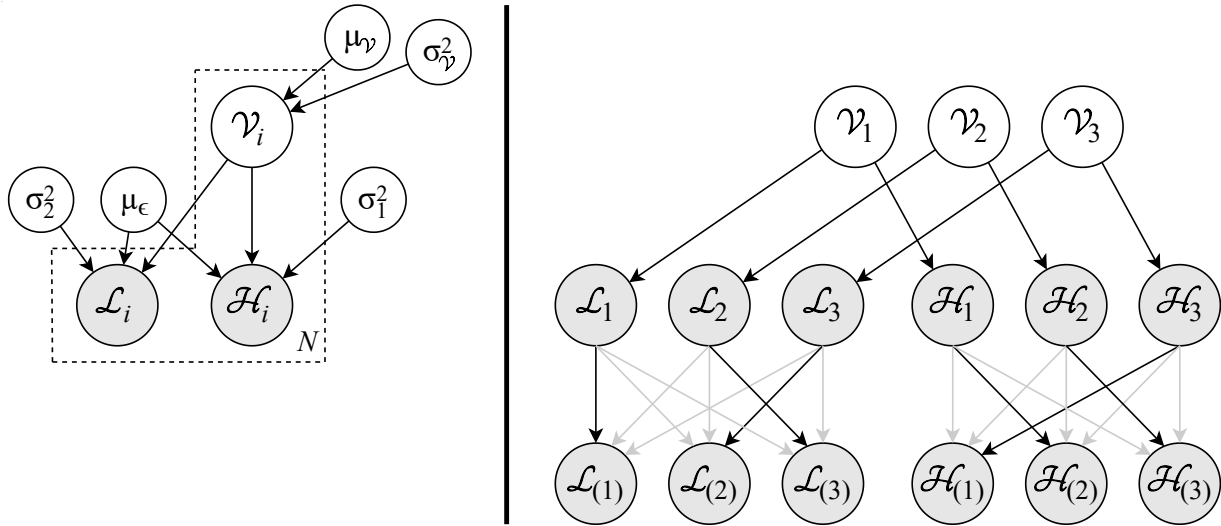 μ𝒱
σ²𝒱
𝒱i
σ²2
μϵ
σ²1
ℒi
ℋi
N
𝒱1 𝒱2 𝒱3
ℒ1 ℒ2 ℒ3 ℋ1 ℋ2 ℋ3
ℒ(1) ℒ(2) ℒ(3) ℋ(1) ℋ(2) ℋ(3)